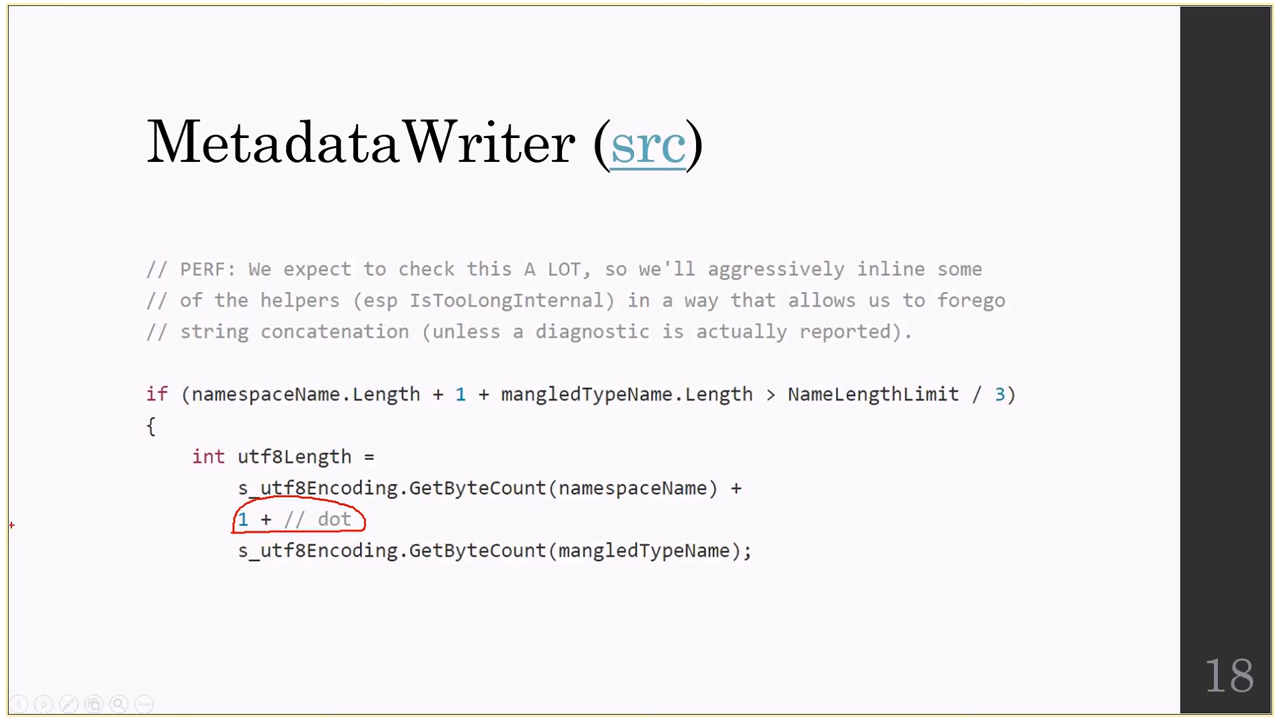 MetadataWriter (src)
// PERF: We expect to check this A LOT, so we'll aggressively inline some
// of the helpers (esp IsTooLongInternal) in a way that allows us to forego
// string concatenation (unless a diagnostic is actually reported).
if (namespaceName.Length + 1 + mangledTypeName.Length > NameLengthLimit / 3)
{
int utf8Length =
s_utf8Encoding.GetByteCount(namespaceName) +
1 + // dot
s_utf8Encoding.GetByteCount(mangledTypeName);
18